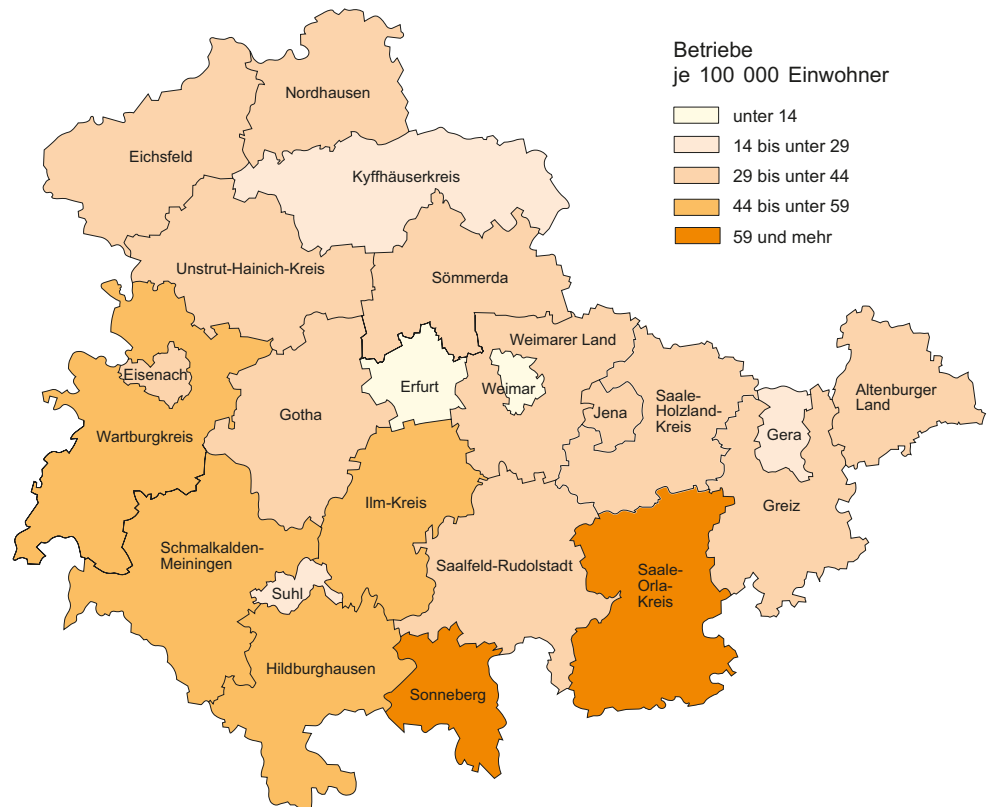 Betriebe
je 100 000 Einwohner
unter 14
14 bis unter 29
29 bis unter 44
44 bis unter 59
59 und mehr
Nordhausen
Eichsfeld
Kyffhäuserkreis
Unstrut-Hainich-Kreis
Sömmerda
Weimarer Land
Eisenach
Erfurt
Weimar
Altenburger
Land
Gotha
Jena
Saale-
Holzland-
Kreis
Wartburgkreis
Gera
Ilm-Kreis
Greiz
Schmalkalden-
Meiningen
Saalfeld-Rudolstadt
Saale-
Orla-
Kreis
Suhl
Hildburghausen
Sonneberg